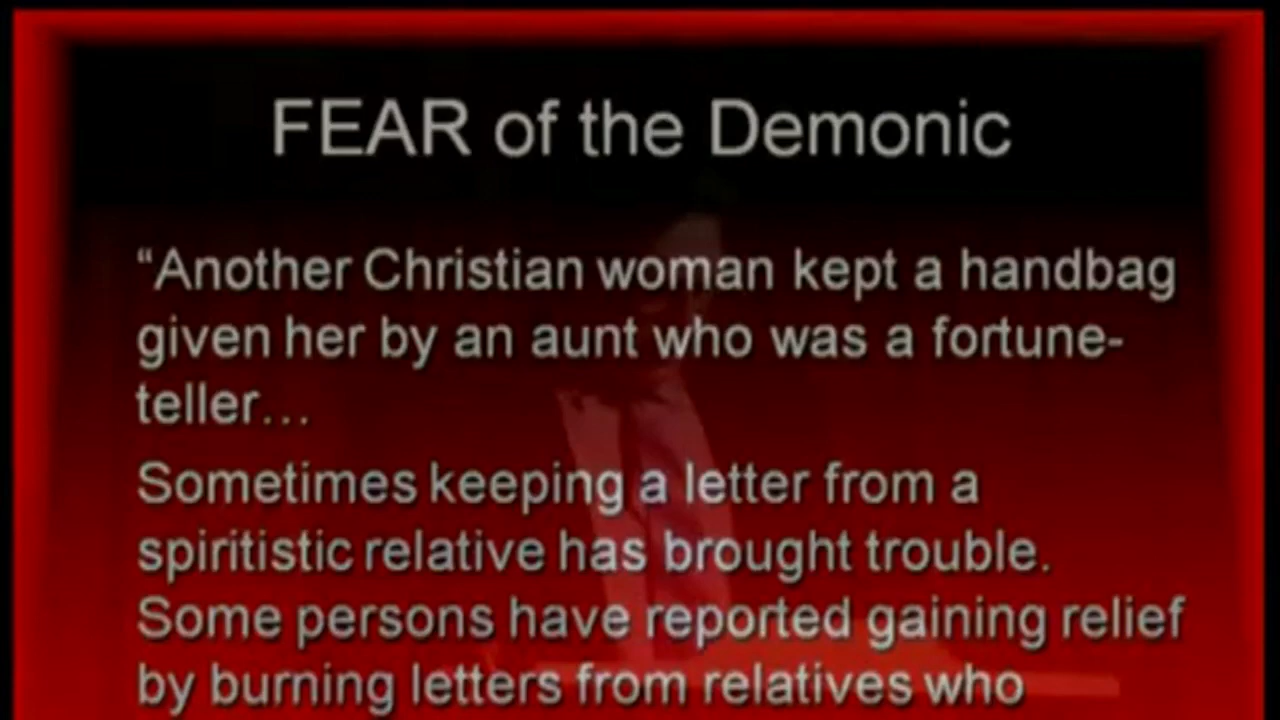 FEAR of the Demonic
“Another Christian woman kept a handbag
given her by an aunt who was a fortune-
teller…
Sometimes keeping a letter from a
spiritistic relative has brought trouble.
Some persons have reported gaining relief
by burning letters from relatives who